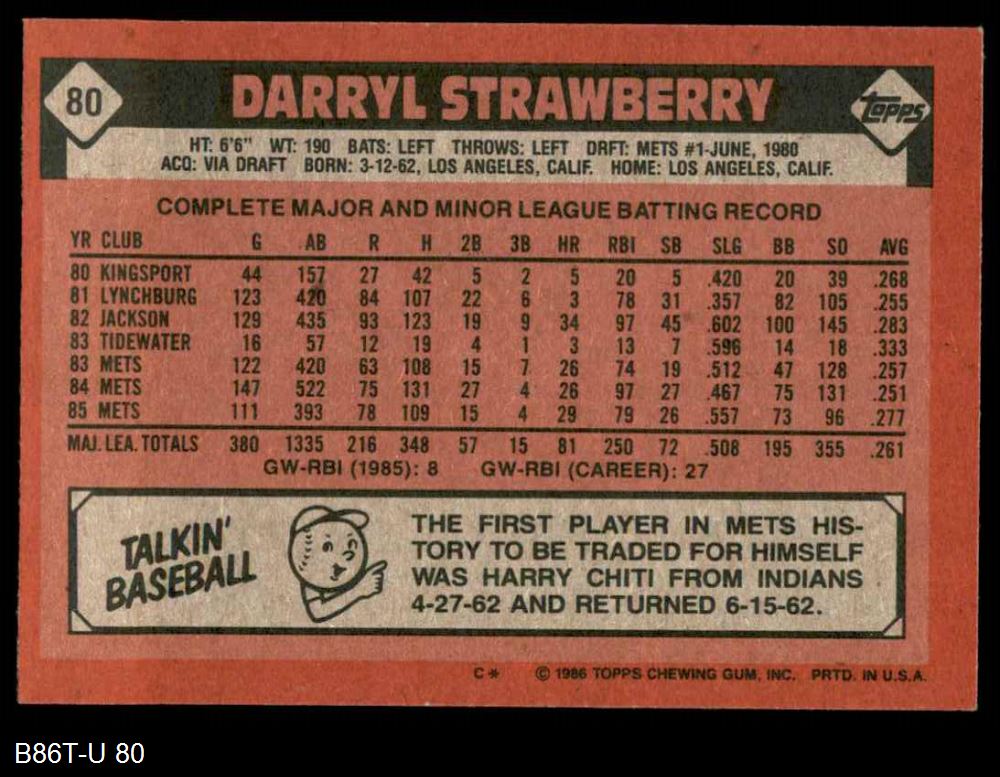 80
DARRYL STRAWBERRY
Topps
HT: 6'6" WT: 190 BATS: LEFT THROWS: LEFT DRFT: METS #1-JUNE, 1980
ACQ: VIA DRAFT BORN: 3-12-62, LOS ANGELES, CALIF. HOME: LOS ANGELES, CALIF.
COMPLETE MAJOR AND MINOR LEAGUE BATTING RECORD
YR CLUB G AB R H 2B 3B HR RBI SB SLG BB SO AVG
80 KINGSPORT 44 157 27 42 5 2 5 20 5 .420 20 39 .268
81 LYNCHBURG 123 420 84 107 22 6 3 78 31 .357 82 105 .255
82 JACKSON 129 435 93 123 19 9 34 97 45 .602 100 145 .283
83 TIDEWATER 16 57 12 19 4 1 3 13 7 .596 14 18 .333
83 METS 122 420 63 108 15 7 26 74 19 .512 47 128 .257
84 METS 147 522 75 131 27 4 26 97 27 .467 75 131 .251
85 METS 111 393 78 109 15 4 29 79 26 .557 73 96 .277
MAJ. LEA. TOTALS 380 1335 216 348 57 15 81 250 72 .508 195 355 .261
GW-RBI (1985): 8 GW-RBI (CAREER): 27
TALKIN'
BASEBALL
THE FIRST PLAYER IN METS HIS-
TORY TO BE TRADED FOR HIMSELF
WAS HARRY CHITI FROM INDIANS
4-27-62 AND RETURNED 6-15-62.
C* © 1986 TOPPS CHEWING GUM, INC. PRTD. IN U.S.A.
B86T-U 80